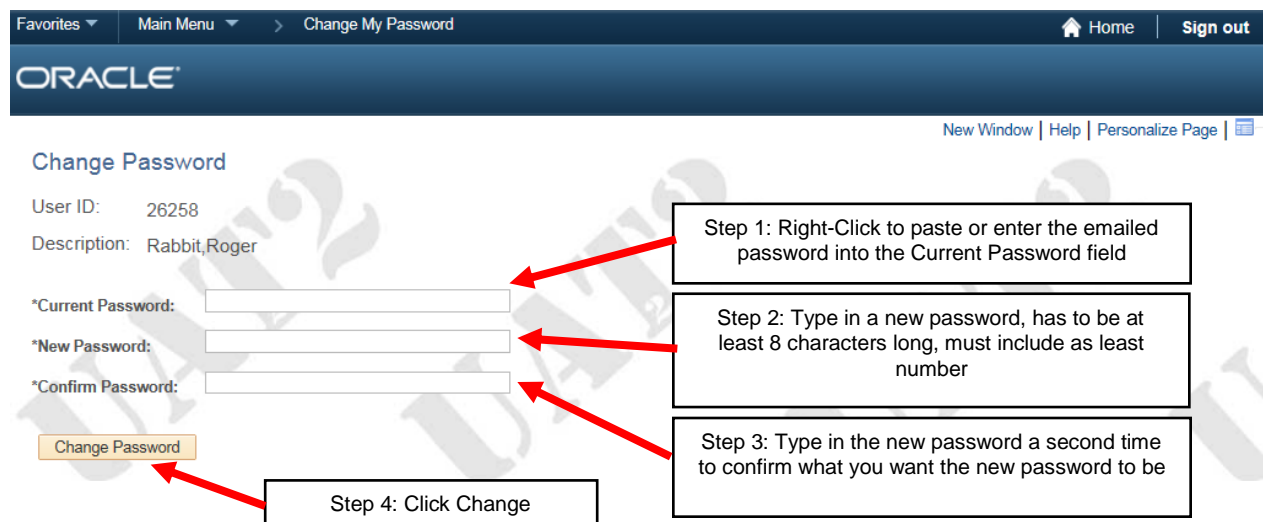 Favorites Main Menu > Change My Password Home | Sign out
ORACLE
New Window | Help | Personalize Page |
Change Password
User ID: 26258
Description: Rabbit,Roger
*Current Password:
*New Password:
*Confirm Password:
Change Password
Step 1: Right-Click to paste or enter the emailed
password into the Current Password field
Step 2: Type in a new password, has to be at
least 8 characters long, must include as least
number
Step 3: Type in the new password a second time
to confirm what you want the new password to be
Step 4: Click Change
UAT2
UAT2
U